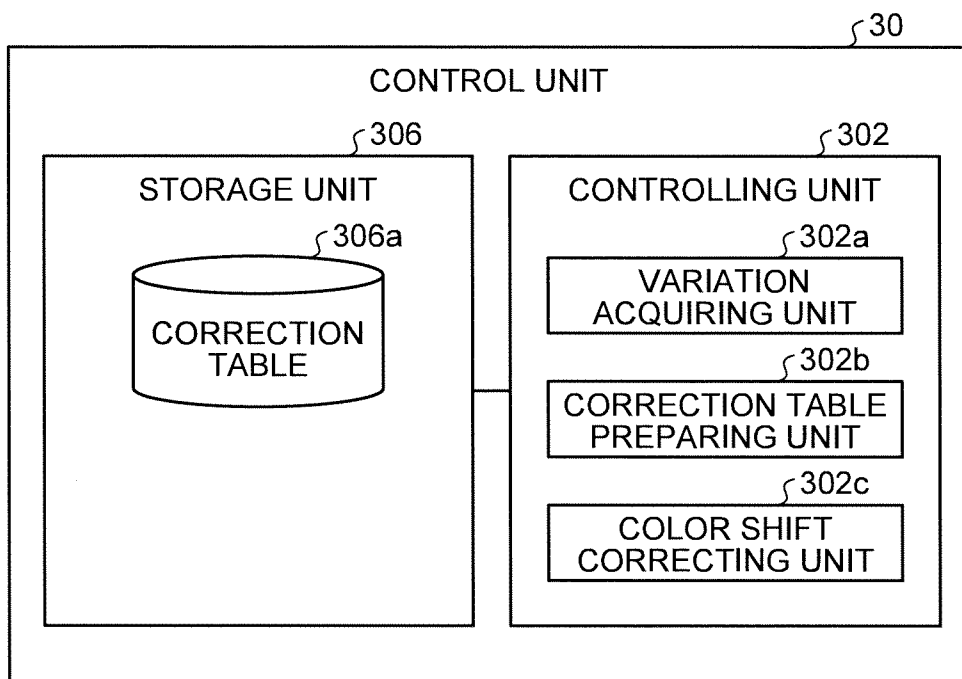 30
CONTROL UNIT
306
STORAGE UNIT
306a
CORRECTION
TABLE
302
CONTROLLING UNIT
302a
VARIATION
ACQUIRING UNIT
302b
CORRECTION TABLE
PREPARING UNIT
302c
COLOR SHIFT
CORRECTING UNIT